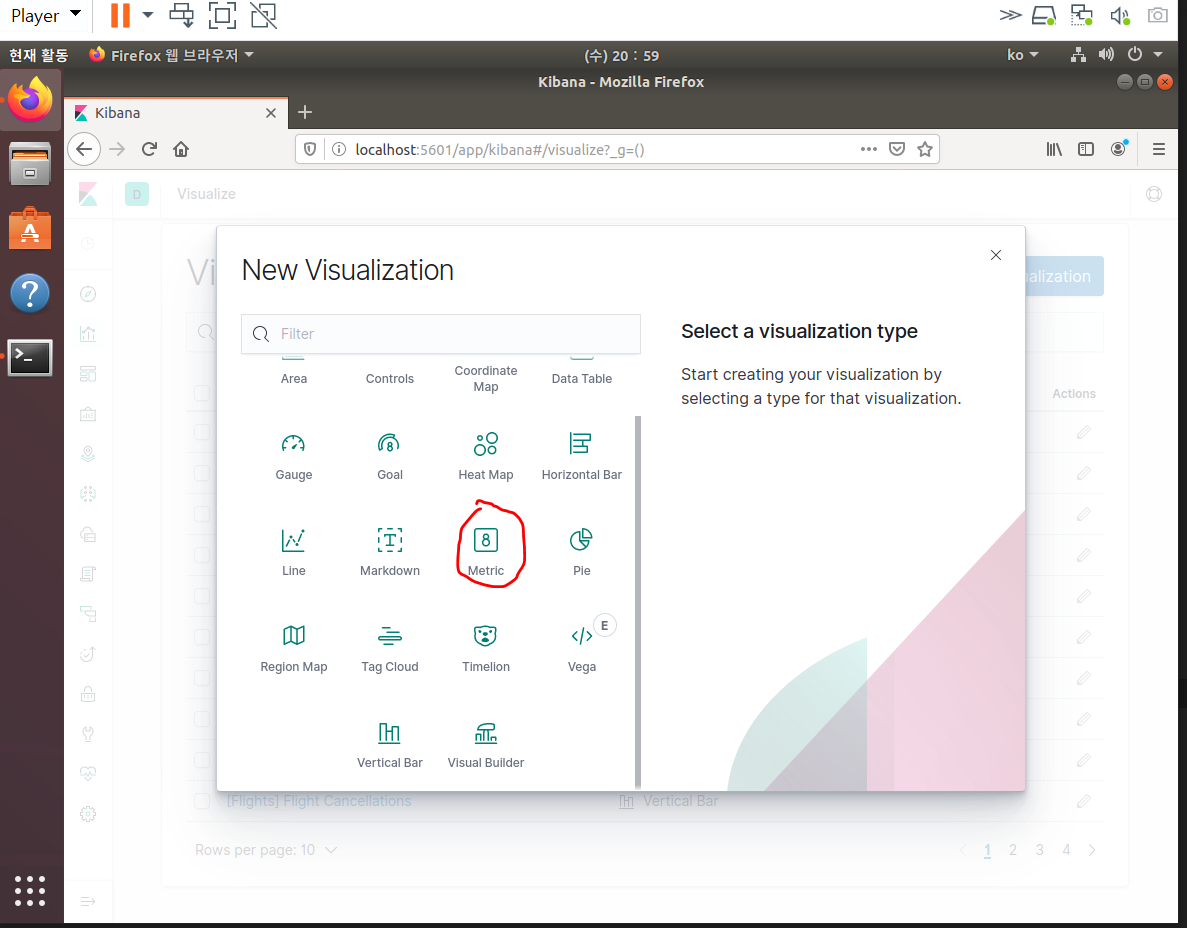 Player
현재 활동
Firefox 웹 브라우저
(수) 20 : 59
ko
Kibana - Mozilla Firefox
Kibana
localhost:5601/app/kibana#/visualize?_g=()
D
Visualize
Vi
alization
New Visualization
Filter
Area
Controls
Coordinate Map
Data Table
Gauge
Goal
Heat Map
Horizontal Bar
Line
Markdown
8
Metric
Pie
Region Map
Tag Cloud
Timelion
E
Vega
Vertical Bar
Visual Builder
Select a visualization type
Start creating your visualization by
selecting a type for that visualization.
Actions
[Flights] Flight Cancellations
Vertical Bar
Rows per page: 10
1 2 3 4